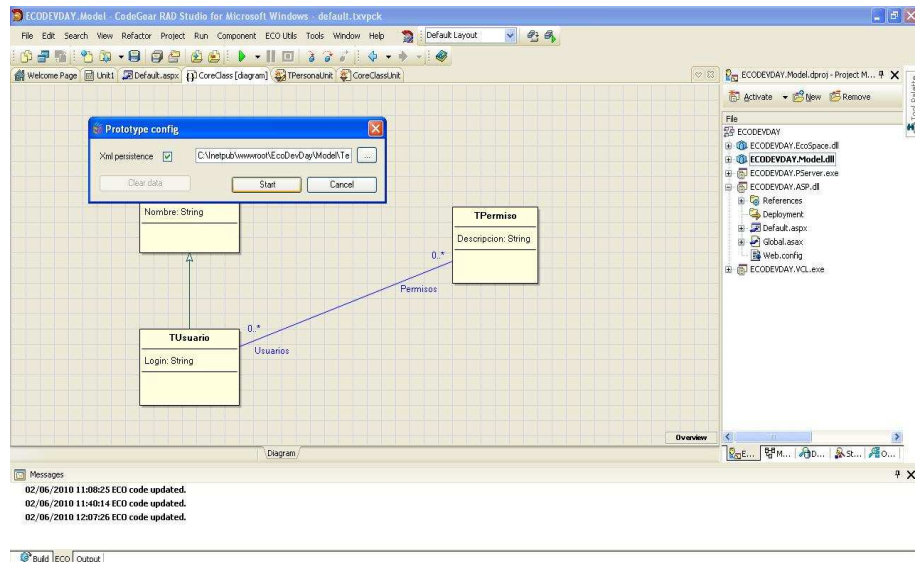 ECODEVDAY.Model - CodeGear RAD Studio for Microsoft Windows - default.txvpck
File Edit Search View Refactor Project Run Component ECO Utils Tools Window Help
Default Layout
Welcome Page Unit1 Default.aspx CoreClass [diagram] TPersonaUnit CoreClassUnit
Prototype config
Xml persistence
C:\Inetpub\wwwroot\EcoDevDay\Model\Te
...
Clear data
Start
Cancel
Nombre: String
TPermiso
Descripcion: String
0..*
Permisos
0..*
Usuarios
TUsuario
Login: String
Overview
Diagram
ECODEVDAY.Model.dproj - Project M...
Activate New Remove
File
ECODEVDAY
ECODEVDAY.EcoSpace.dll
ECODEVDAY.Model.dll
ECODEVDAY.PServer.exe
ECODEVDAY.ASP.dll
References
Deployment
Default.aspx
Global.asax
Web.config
ECODEVDAY.VCL.exe
E... M... D... St... O...
Messages
02/06/2010 11:08:25 ECO code updated.
02/06/2010 11:40:14 ECO code updated.
02/06/2010 12:07:26 ECO code updated.
Build ECO Output